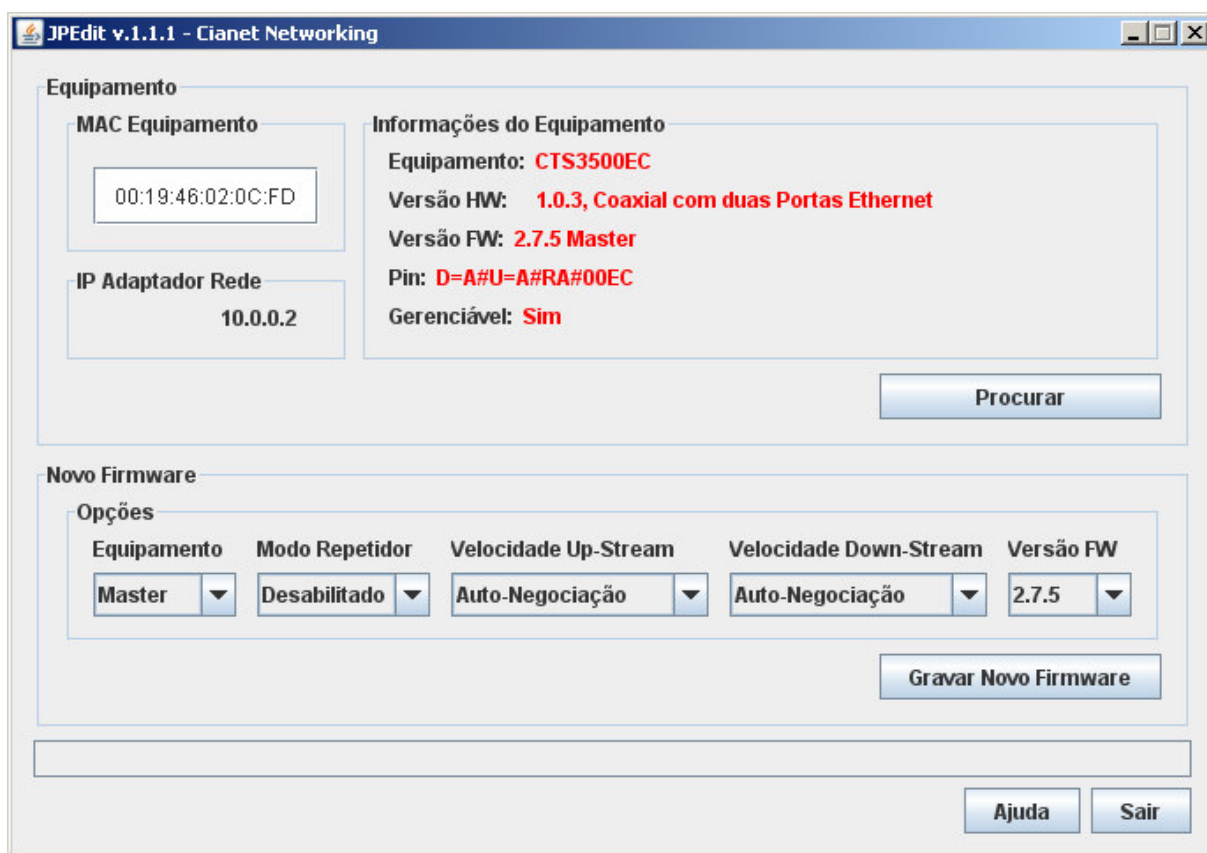 JPEdit v.1.1.1 - Cianet Networking
Equipamento
MAC Equipamento
00:19:46:02:0C:FD
IP Adaptador Rede
10.0.0.2
Informações do Equipamento
Equipamento: CTS3500EC
Versão HW: 1.0.3, Coaxial com duas Portas Ethernet
Versão FW: 2.7.5 Master
Pin: D=A#U=A#RA#00EC
Gerenciável: Sim
Procurar
Novo Firmware
Opções
Equipamento Modo Repetidor Velocidade Up-Stream Velocidade Down-Stream Versão FW
Master Desabilitado Auto-Negociação Auto-Negociação 2.7.5
Gravar Novo Firmware
Ajuda Sair